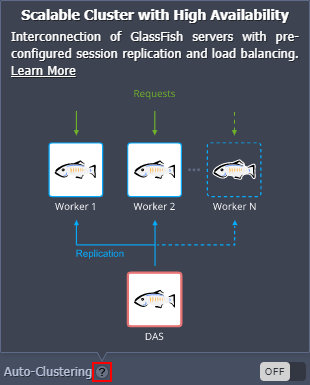 Scalable Cluster with High Availability
Interconnection of GlassFish servers with pre-
configured session replication and load balancing.
Learn More
Requests
Worker 1 Worker 2 Worker N
Replication
DAS
Auto-Clustering ? OFF